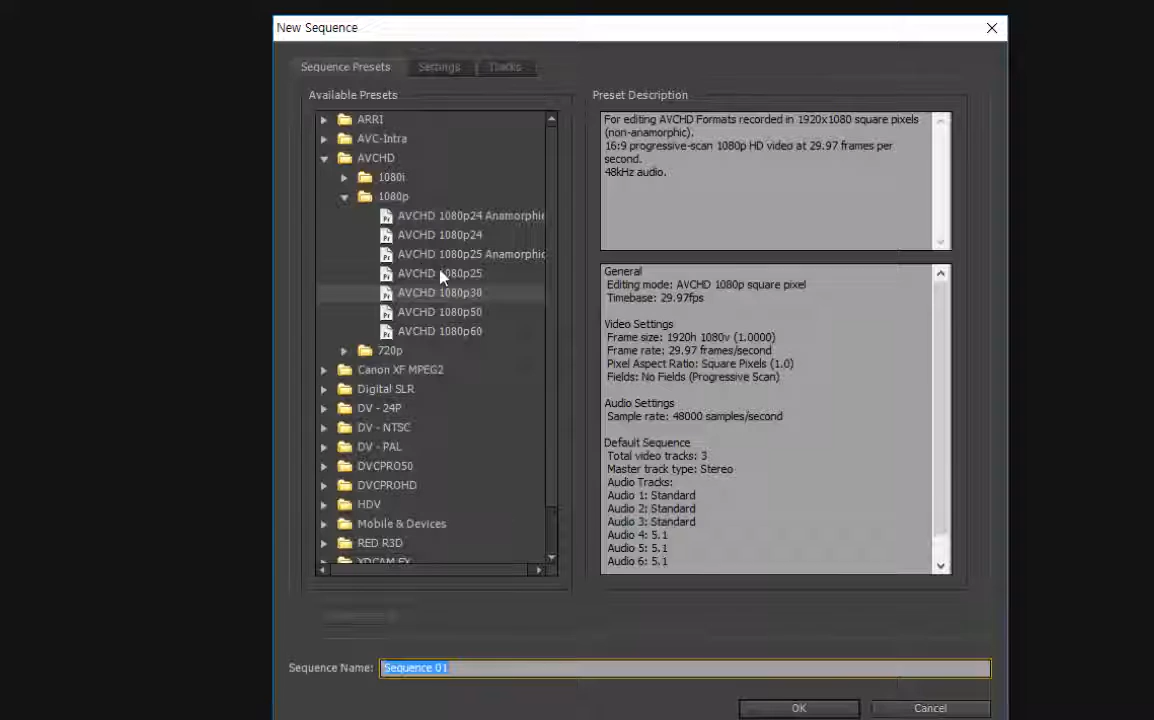 New Sequence
Sequence Presets
Settings
Tracks
Available Presets
ARRI
AVC-Intra
AVCHD
1080i
1080p
AVCHD 1080p24 Anamorphic
AVCHD 1080p24
AVCHD 1080p25 Anamorphic
AVCHD 1080p25
AVCHD 1080p30
AVCHD 1080p50
AVCHD 1080p60
720p
Canon XF MPEG2
Digital SLR
DV - 24P
DV - NTSC
DV - PAL
DVCPRO50
DVCPROHD
HDV
Mobile & Devices
RED R3D
XDCAM EX
Preset Description
For editing AVCHD Formats recorded in 1920x1080 square pixels
(non-anamorphic).
16:9 progressive-scan 1080p HD video at 29.97 frames per
second.
48kHz audio.
General
Editing mode: AVCHD 1080p square pixel
Timebase: 29.97fps
Video Settings
Frame size: 1920h 1080v (1.0000)
Frame rate: 29.97 frames/second
Pixel Aspect Ratio: Square Pixels (1.0)
Fields: No Fields (Progressive Scan)
Audio Settings
Sample rate: 48000 samples/second
Default Sequence
Total video tracks: 3
Master track type: Stereo
Audio Tracks:
Audio 1: Standard
Audio 2: Standard
Audio 3: Standard
Audio 4: 5.1
Audio 5: 5.1
Audio 6: 5.1
Sequence Name: Sequence 01
OK
Cancel